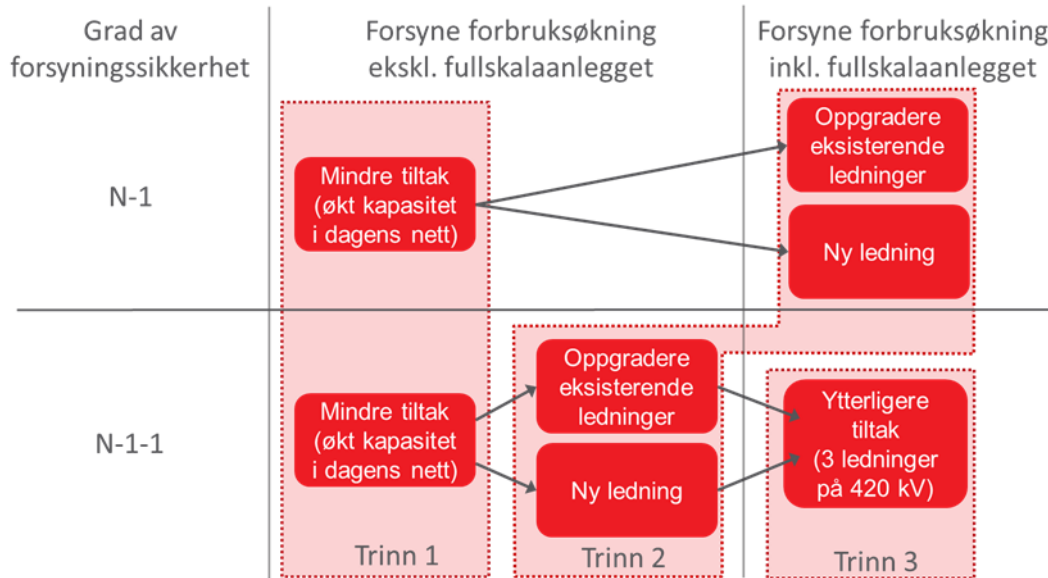 Grad av
forsyningssikkerhet
Forsyne forbruksøkning
ekskl. fullskalaanlegget
Forsyne forbruksøkning
inkl. fullskalaanlegget
N-1
Mindre tiltak
(økt kapasitet
i dagens nett)
Oppgradere
eksisterende
ledninger
Ny ledning
N-1-1
Mindre tiltak
(økt kapasitet
i dagens nett)
Oppgradere
eksisterende
ledninger
Ny ledning
Ytterligere
tiltak
(3 ledninger
på 420 kV)
Trinn 1
Trinn 2
Trinn 3